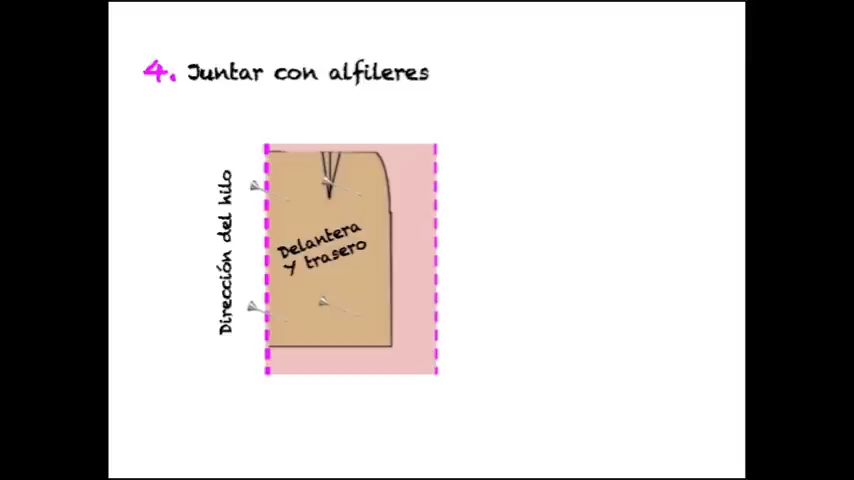 4. Juntar con alfileres
Dirección del hilo
Delantera
Y trasero